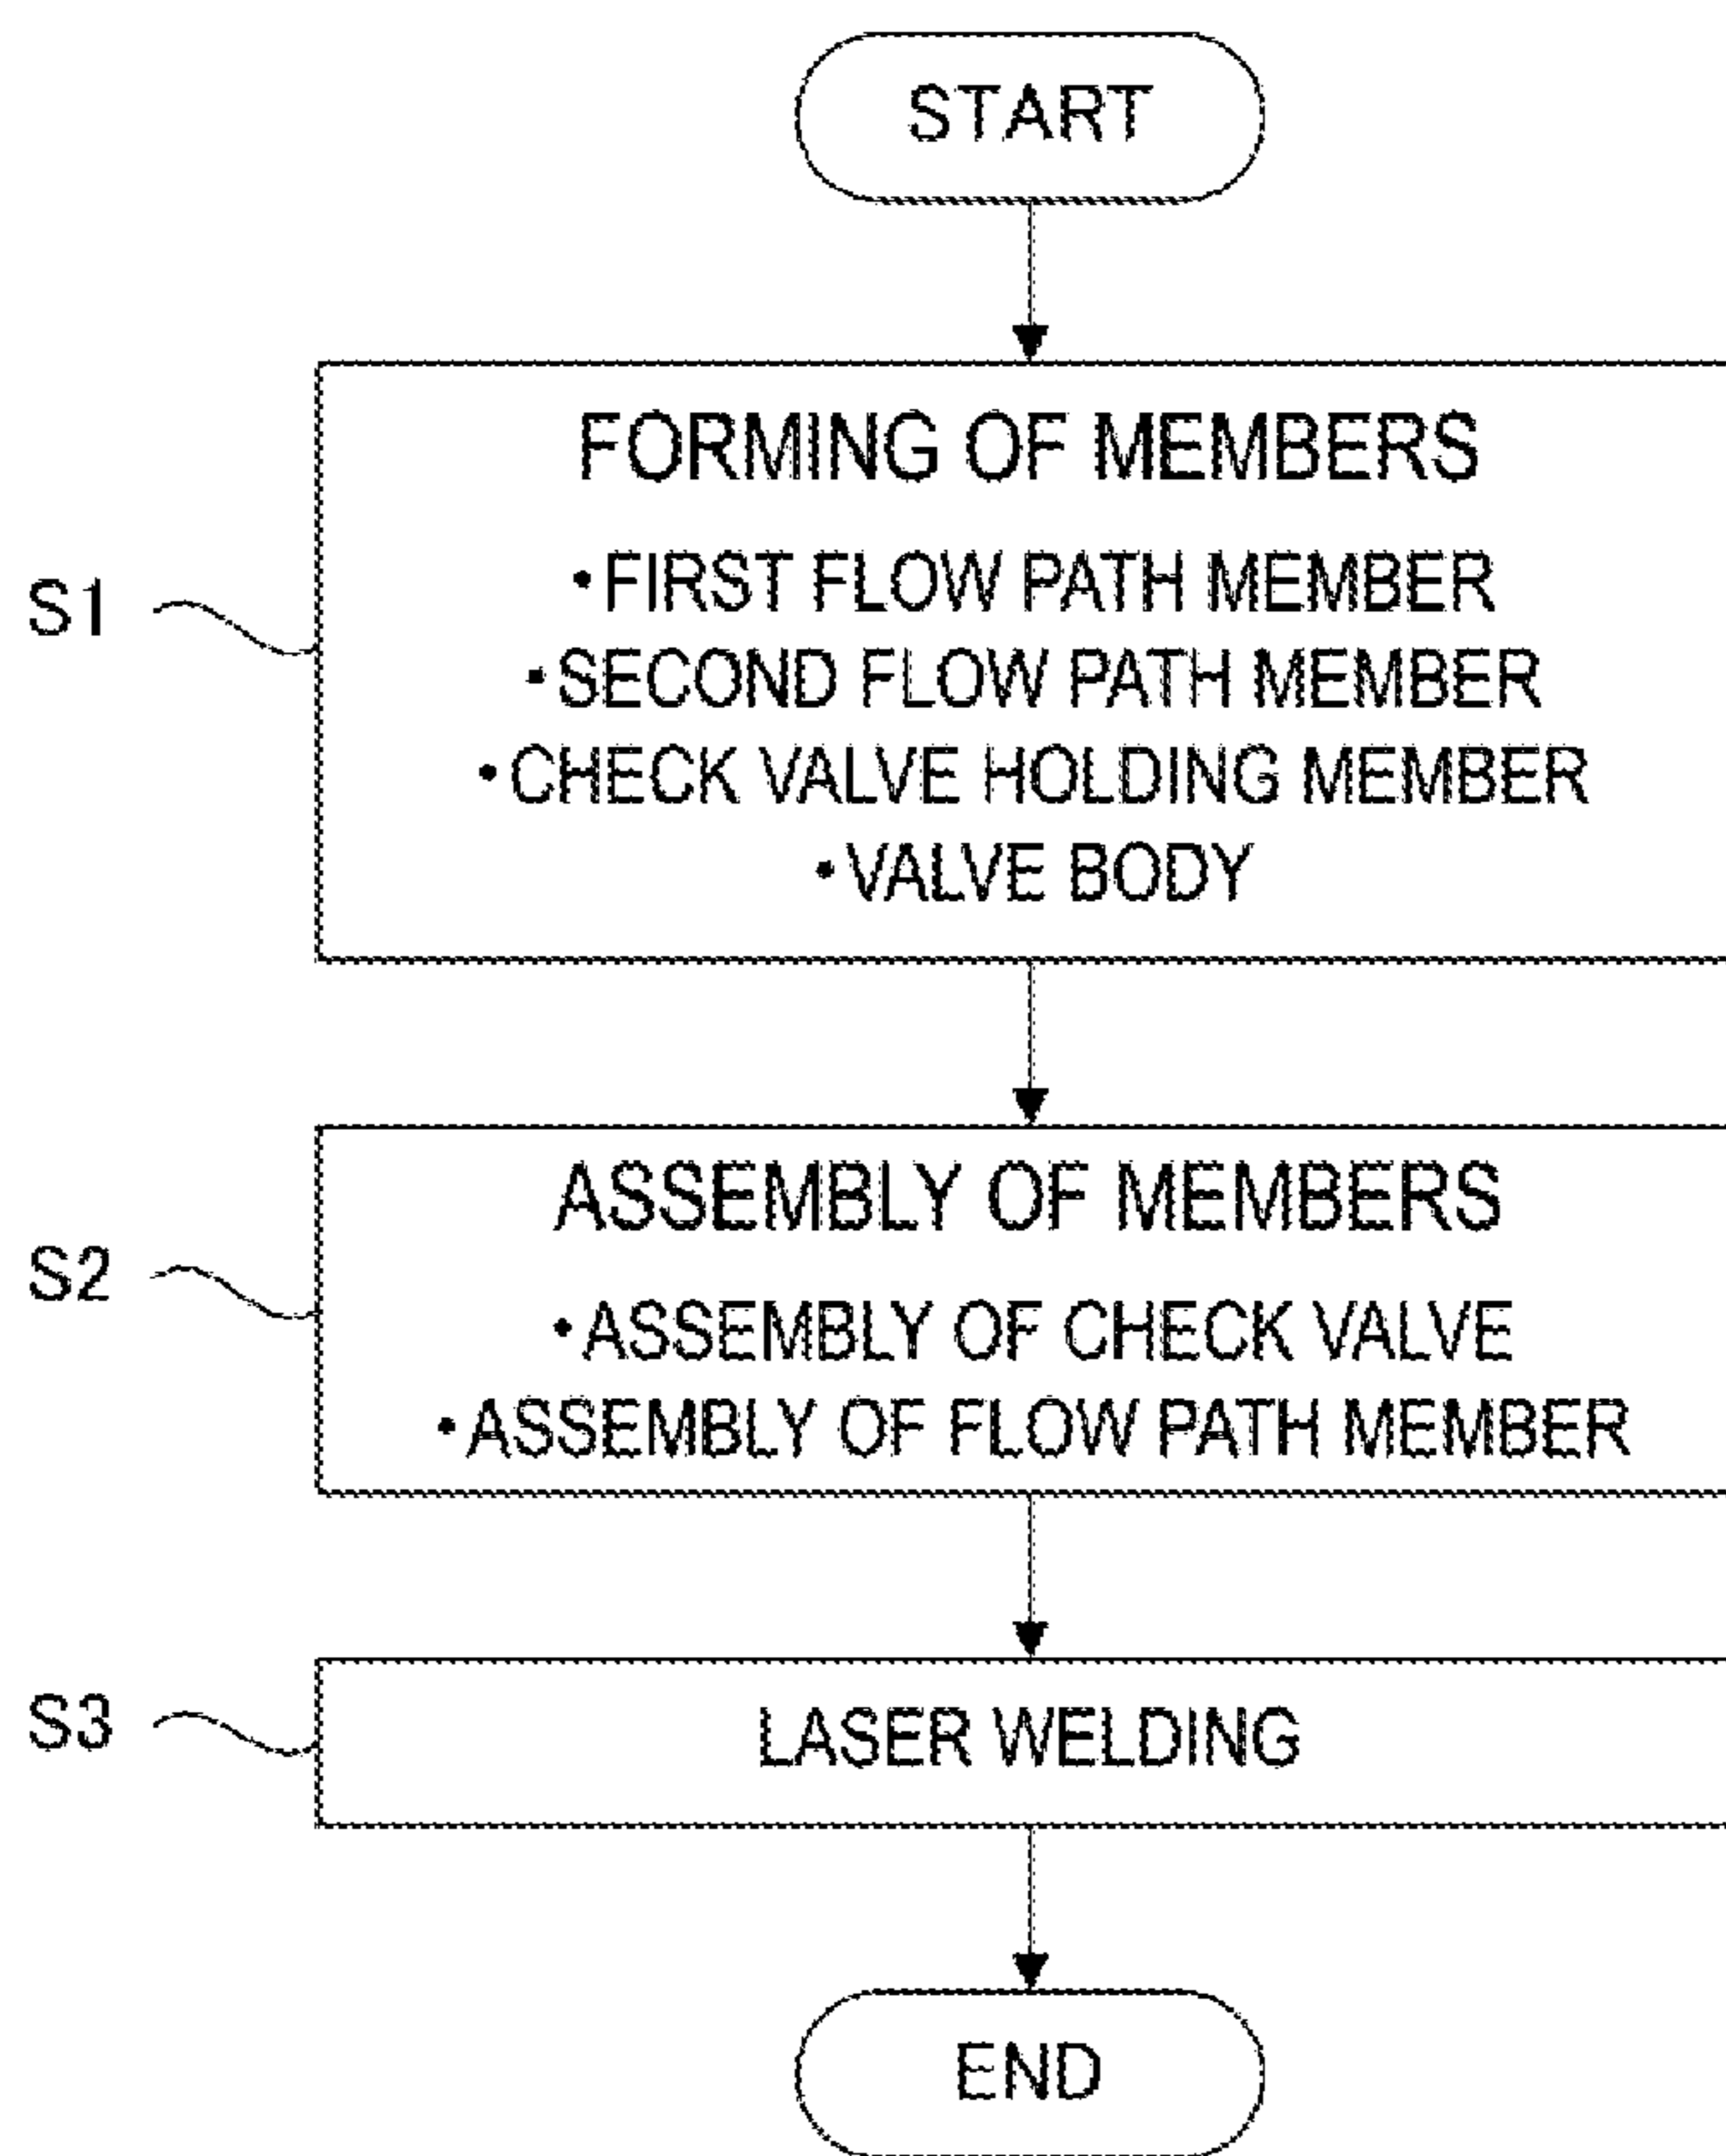 START
FORMING OF MEMBERS
•FIRST FLOW PATH MEMBER
•SECOND FLOW PATH MEMBER
•CHECK VALVE HOLDING MEMBER
•VALVE BODY
S1
ASSEMBLY OF MEMBERS
•ASSEMBLY OF CHECK VALVE
•ASSEMBLY OF FLOW PATH MEMBER
S2
LASER WELDING
S3
END